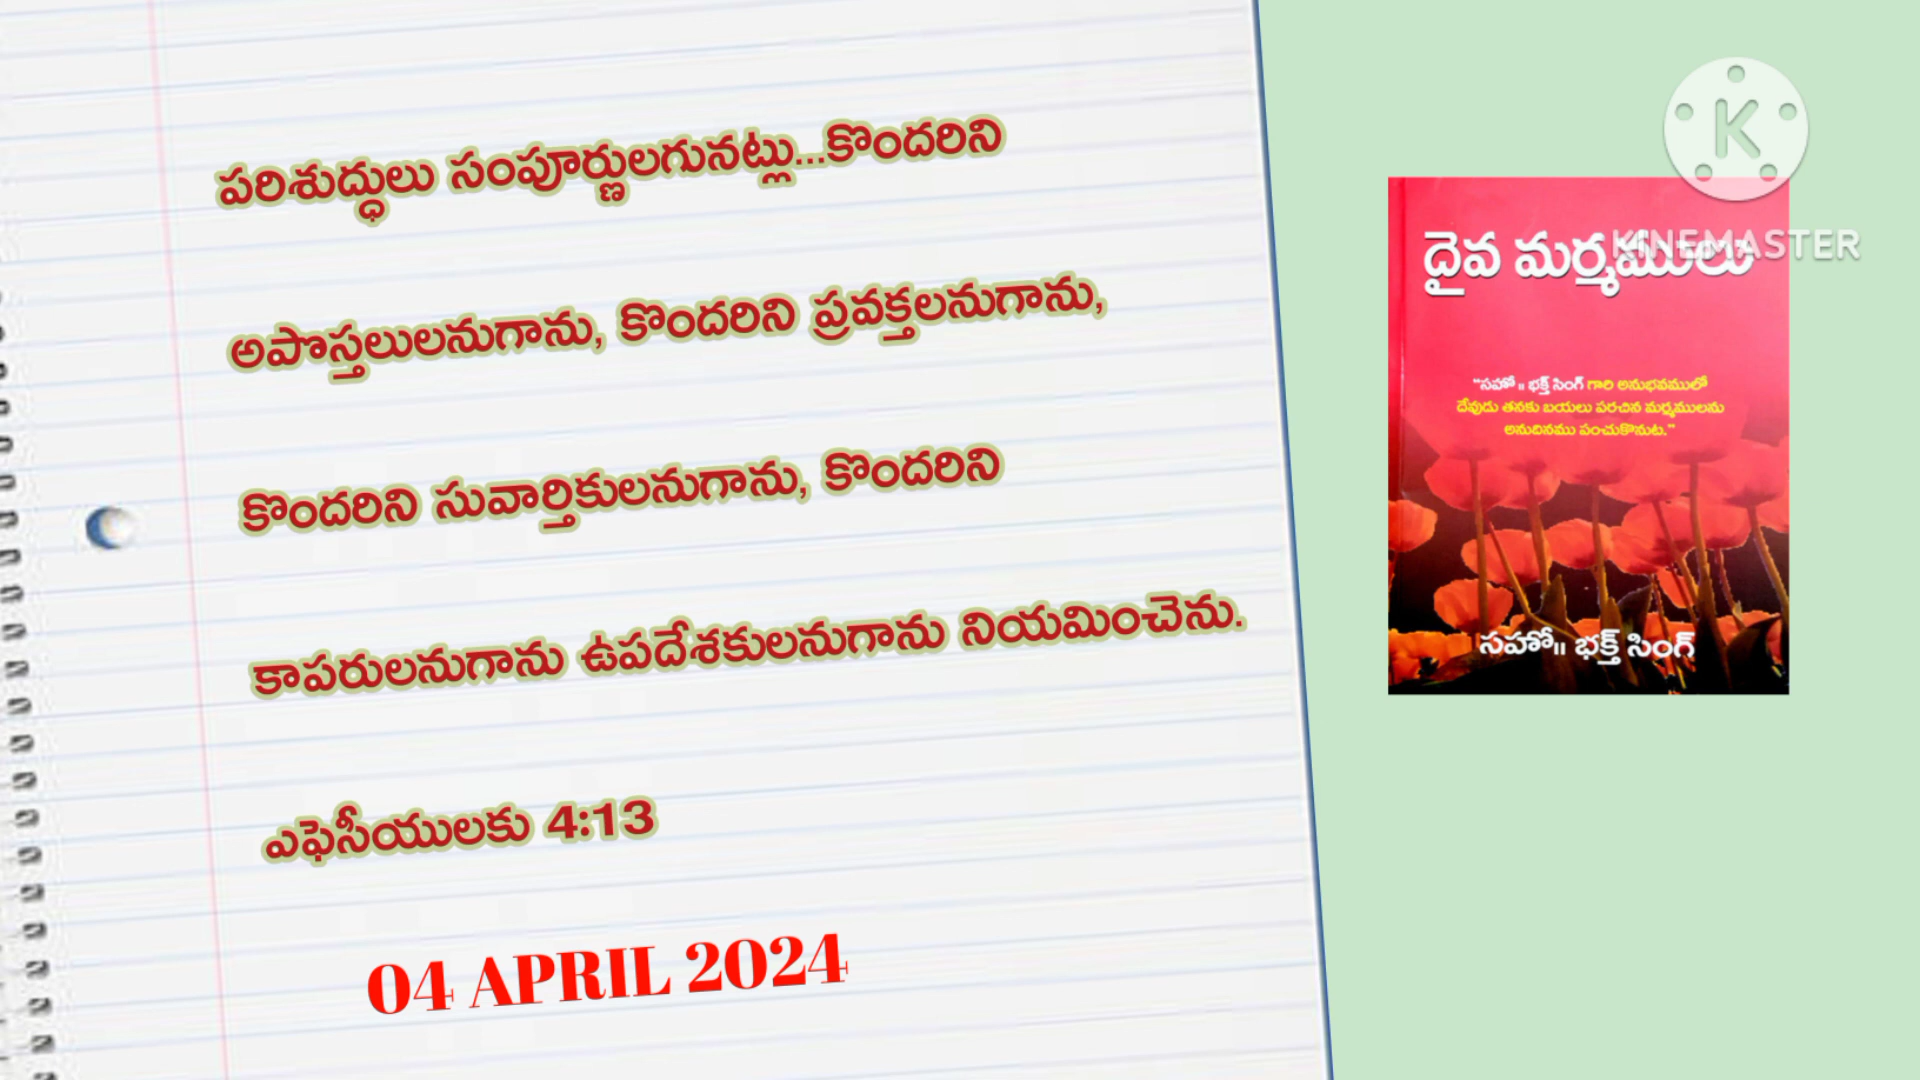 పరిశుద్ధులు సంపూర్ణులగునట్లు...కొందరిని
అపొస్తలులనుగాను, కొందరిని ప్రవక్తలనుగాను,
కొందరిని సువార్తికులనుగాను, కొందరిని
కాపరులనుగాను ఉపదేశకులనుగాను నియమించెను.
ఎఫెసీయులకు 4:13
04 APRIL 2024
K
KINEMASTER
దైవ మర్మములు
"సహో॥ భక్త్ సింగ్ గారి అనుభవములో
దేవుడు తనకు బయలు పరచిన మర్మములను
అనుదినము పంచుకొనుట."
సహో॥ భక్త్ సింగ్